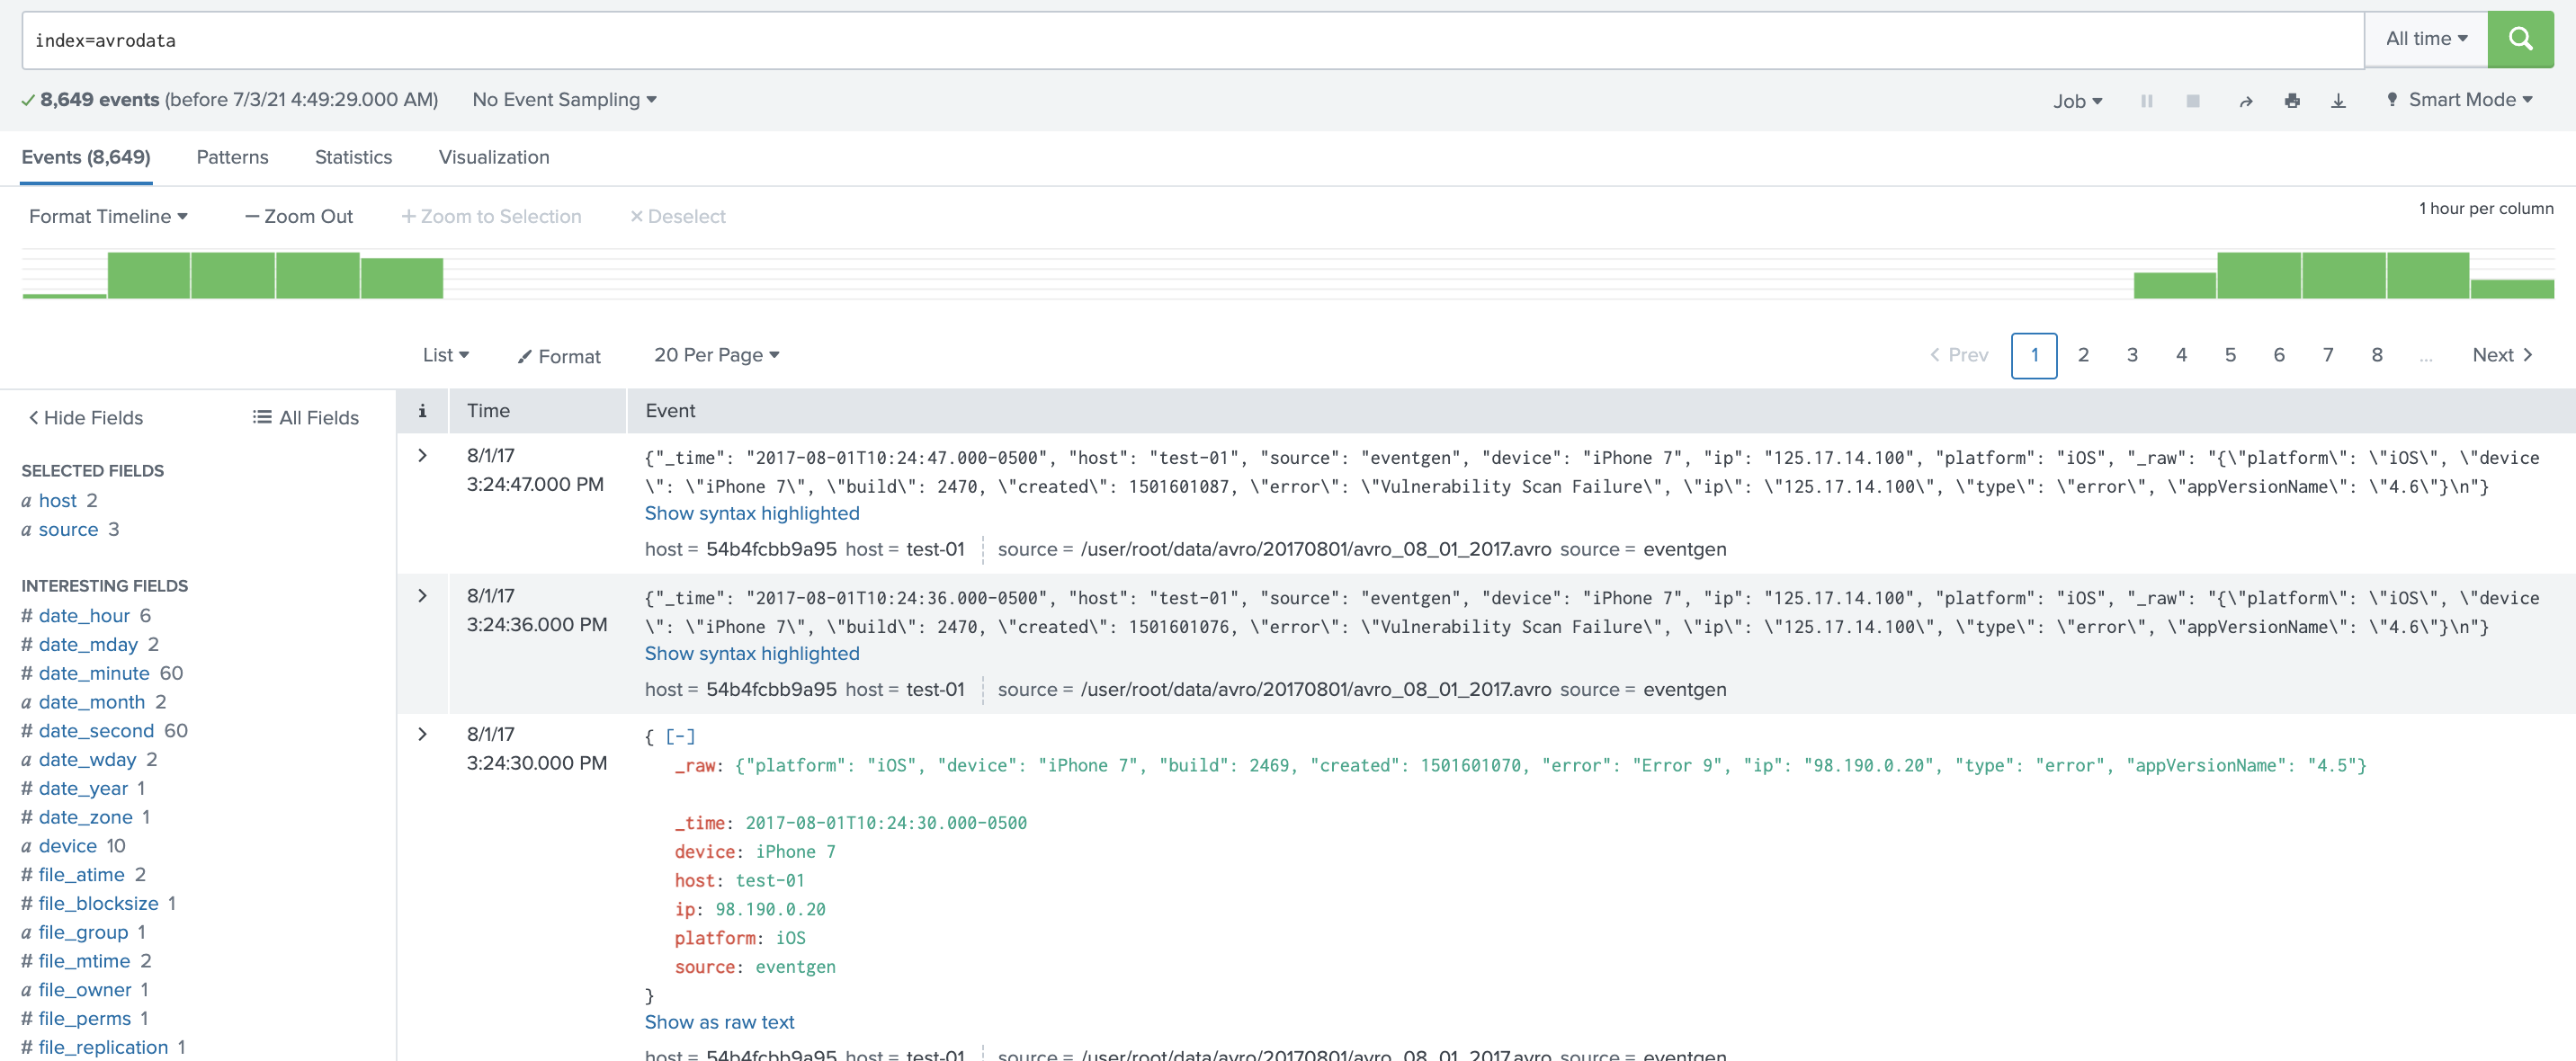 index=avrodata
All time
8,649 events (before 7/3/21 4:49:29.000 AM) No Event Sampling
Job Smart Mode
Events (8,649) Patterns Statistics Visualization
Format Timeline — Zoom Out + Zoom to Selection × Deselect
1 hour per column
List Format 20 Per Page
< Prev 1 2 3 4 5 6 7 8 ... Next >
< Hide Fields All Fields
SELECTED FIELDS
a host 2
a source 3
INTERESTING FIELDS
# date_hour 6
# date_mday 2
# date_minute 60
a date_month 2
# date_second 60
a date_wday 2
# date_year 1
# date_zone 1
a device 10
# file_atime 2
# file_blocksize 1
a file_group 1
# file_mtime 2
a file_owner 1
# file_perms 1
# file_replication 1
i Time Event
> 8/1/17
3:24:47.000 PM
{"_time": "2017-08-01T10:24:47.000-0500", "host": "test-01", "source": "eventgen", "device": "iPhone 7", "ip": "125.17.14.100", "platform": "iOS", "_raw": "{\"platform\": \"iOS\", \"device
\": \"iPhone 7\", \"build\": 2470, \"created\": 1501601087, \"error\": \"Vulnerability Scan Failure\", \"ip\": \"125.17.14.100\", \"type\": \"error\", \"appVersionName\": \"4.6\"}\n"}
Show syntax highlighted
host = 54b4fcbb9a95 host = test-01 source = /user/root/data/avro/20170801/avro_08_01_2017.avro source = eventgen
> 8/1/17
3:24:36.000 PM
{"_time": "2017-08-01T10:24:36.000-0500", "host": "test-01", "source": "eventgen", "device": "iPhone 7", "ip": "125.17.14.100", "platform": "iOS", "_raw": "{\"platform\": \"iOS\", \"device
\": \"iPhone 7\", \"build\": 2470, \"created\": 1501601076, \"error\": \"Vulnerability Scan Failure\", \"ip\": \"125.17.14.100\", \"type\": \"error\", \"appVersionName\": \"4.6\"}\n"}
Show syntax highlighted
host = 54b4fcbb9a95 host = test-01 source = /user/root/data/avro/20170801/avro_08_01_2017.avro source = eventgen
> 8/1/17
3:24:30.000 PM
{ [-]
_raw: {"platform": "iOS", "device": "iPhone 7", "build": 2469, "created": 1501601070, "error": "Error 9", "ip": "98.190.0.20", "type": "error", "appVersionName": "4.5"}
_time: 2017-08-01T10:24:30.000-0500
device: iPhone 7
host: test-01
ip: 98.190.0.20
platform: iOS
source: eventgen
}
Show as raw text
host = 54b4fcbb9a95 host = test-01 source = /user/root/data/avro/20170801/avro_08_01_2017.avro source = eventgen